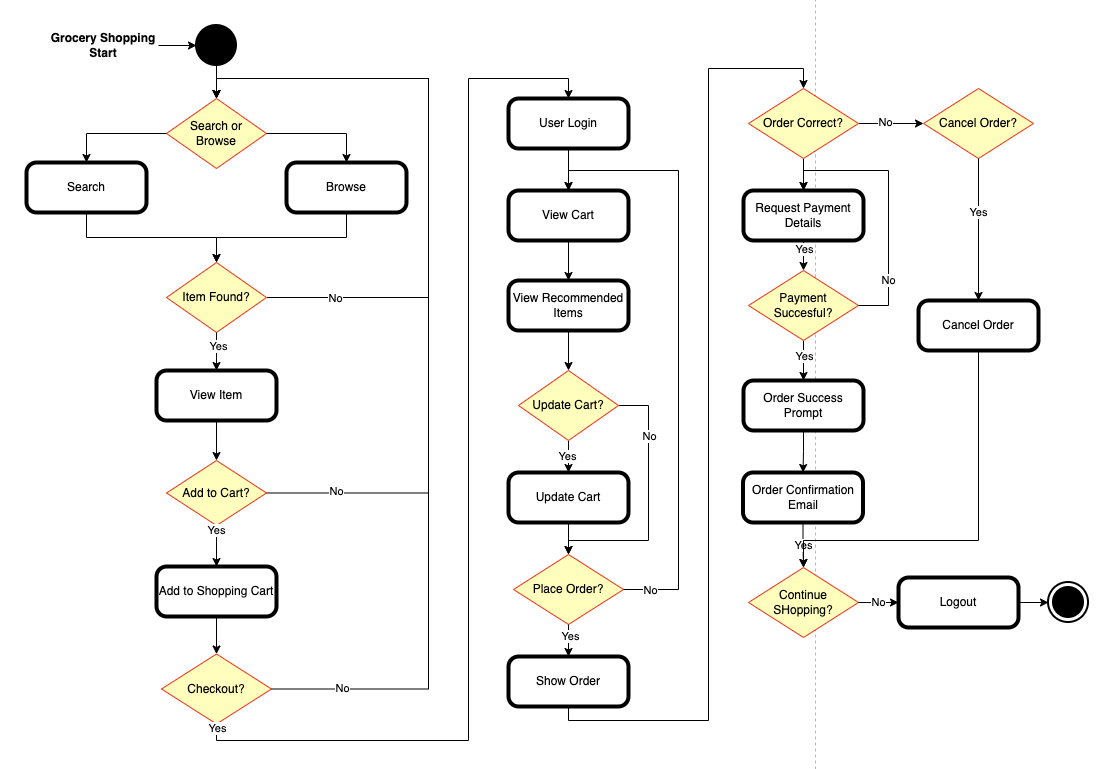 Grocery Shopping
Start
Search or
Browse
Search
Browse
Item Found?
No
Yes
View Item
Add to Cart?
No
Yes
Add to Shopping Cart
Checkout?
No
Yes
User Login
View Cart
View Recommended
Items
Update Cart?
No
Yes
Update Cart
Place Order?
No
Yes
Show Order
Order Correct?
No
Cancel Order?
Request Payment
Details
Yes
Yes
No
Payment
Succesful?
Cancel Order
Yes
Order Success
Prompt
Order Confirmation
Email
Yes
Continue
SHopping?
No
Logout